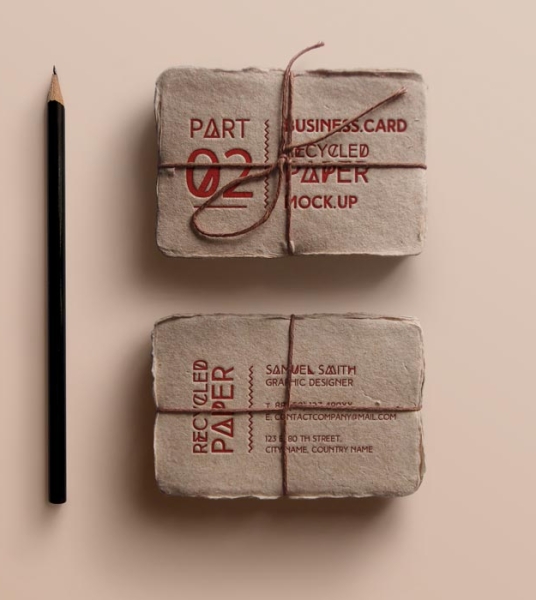 PART
02
BUSINESS.CARD
RECYCLED
PAPER
MOCK.UP
RECYCLED
PAPER
SAMUEL SMITH
GRAPHIC DESIGNER
E. CONTACTCOMPANY@MAIL.COM
80 TH STREET,
CITY NAME, COUNTRY NAME